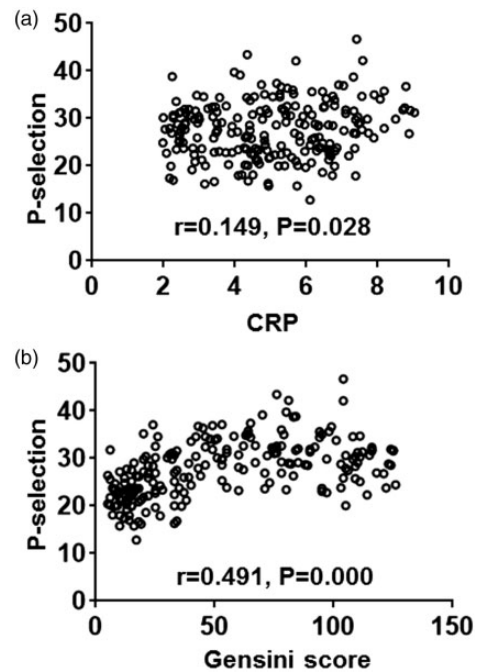 (a)
50
40
30
20
10
0
P-selection
r=0.149, P=0.028
0 2 4 6 8 10
CRP
(b)
50
40
30
20
10
0
P-selection
r=0.491, P=0.000
0 50 100 150
Gensini score